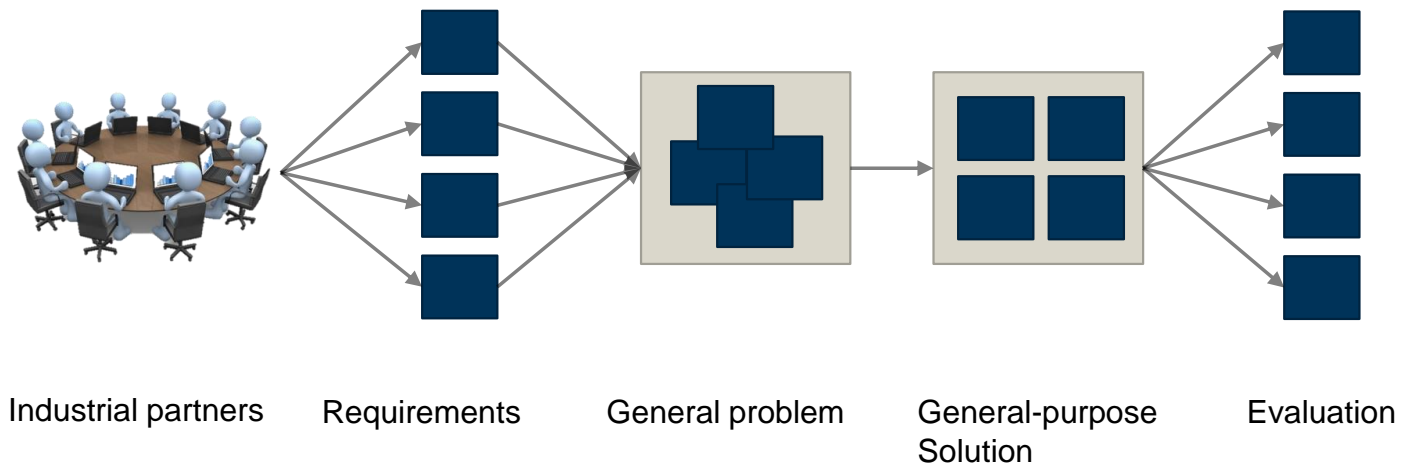 Industrial partners
Requirements
General problem
General-purpose
Solution
Evaluation